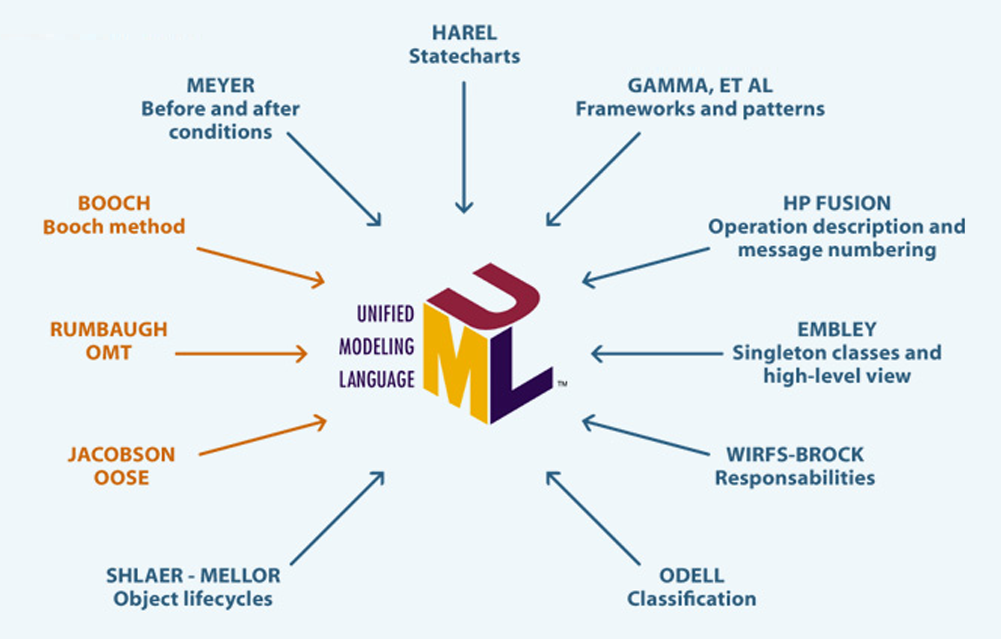 HAREL
Statecharts
MEYER
Before and after
conditions
GAMMA, ET AL
Frameworks and patterns
BOOCH
Booch method
HP FUSION
Operation description and
message numbering
UNIFIED
MODELING
LANGUAGE
UML
™
RUMBAUGH
OMT
EMBLEY
Singleton classes and
high-level view
JACOBSON
OOSE
WIRFS-BROCK
Responsabilities
SHLAER - MELLOR
Object lifecycles
ODELL
Classification